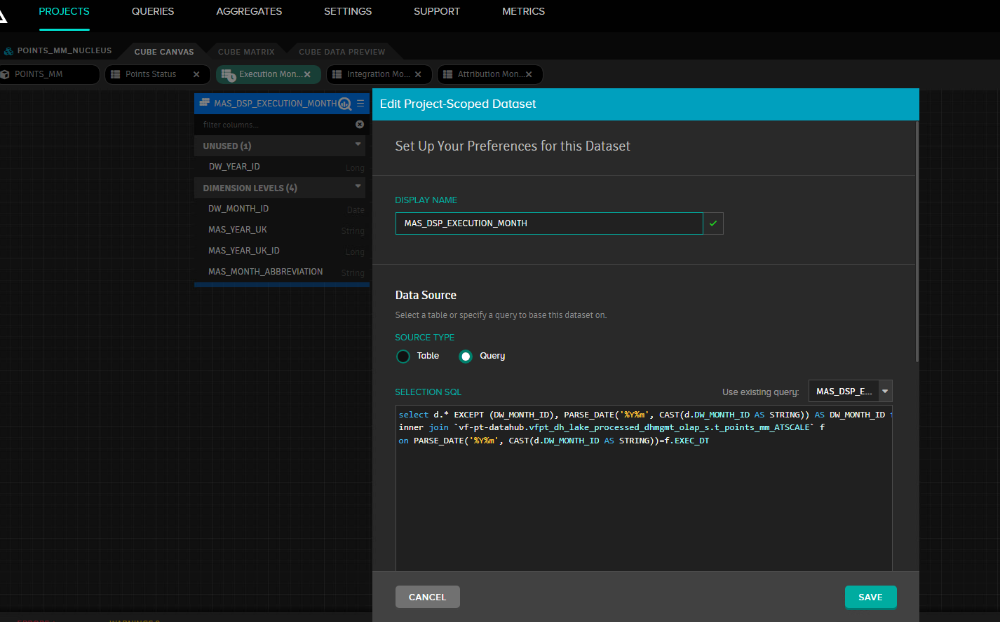 PROJECTS QUERIES AGGREGATES SETTINGS SUPPORT METRICS
POINTS_MM_NUCLEUS CUBE CANVAS CUBE MATRIX CUBE DATA PREVIEW
POINTS_MM Points Status Execution Mon... Integration Mo... Attribution Mon...
MAS_DSP_EXECUTION_MONTH
filter columns...
UNUSED (1)
DW_YEAR_ID Long
DIMENSION LEVELS (4)
DW_MONTH_ID Date
MAS_YEAR_UK String
MAS_YEAR_UK_ID Long
MAS_MONTH_ABBREVIATION String
Edit Project-Scoped Dataset
Set Up Your Preferences for this Dataset
DISPLAY NAME
MAS_DSP_EXECUTION_MONTH
Data Source
Select a table or specify a query to base this dataset on.
SOURCE TYPE
Table Query
SELECTION SQL Use existing query: MAS_DSP_E...
select d.* EXCEPT (DW_MONTH_ID), PARSE_DATE('%Y%m', CAST(d.DW_MONTH_ID AS STRING)) AS DW_MONTH_ID
inner join `vf-pt-datahub.vfpt_dh_lake_processed_dhmgmt_olap_s.t_points_mm_ATSCALE` f
on PARSE_DATE('%Y%m', CAST(d.DW_MONTH_ID AS STRING))=f.EXEC_DT
CANCEL SAVE